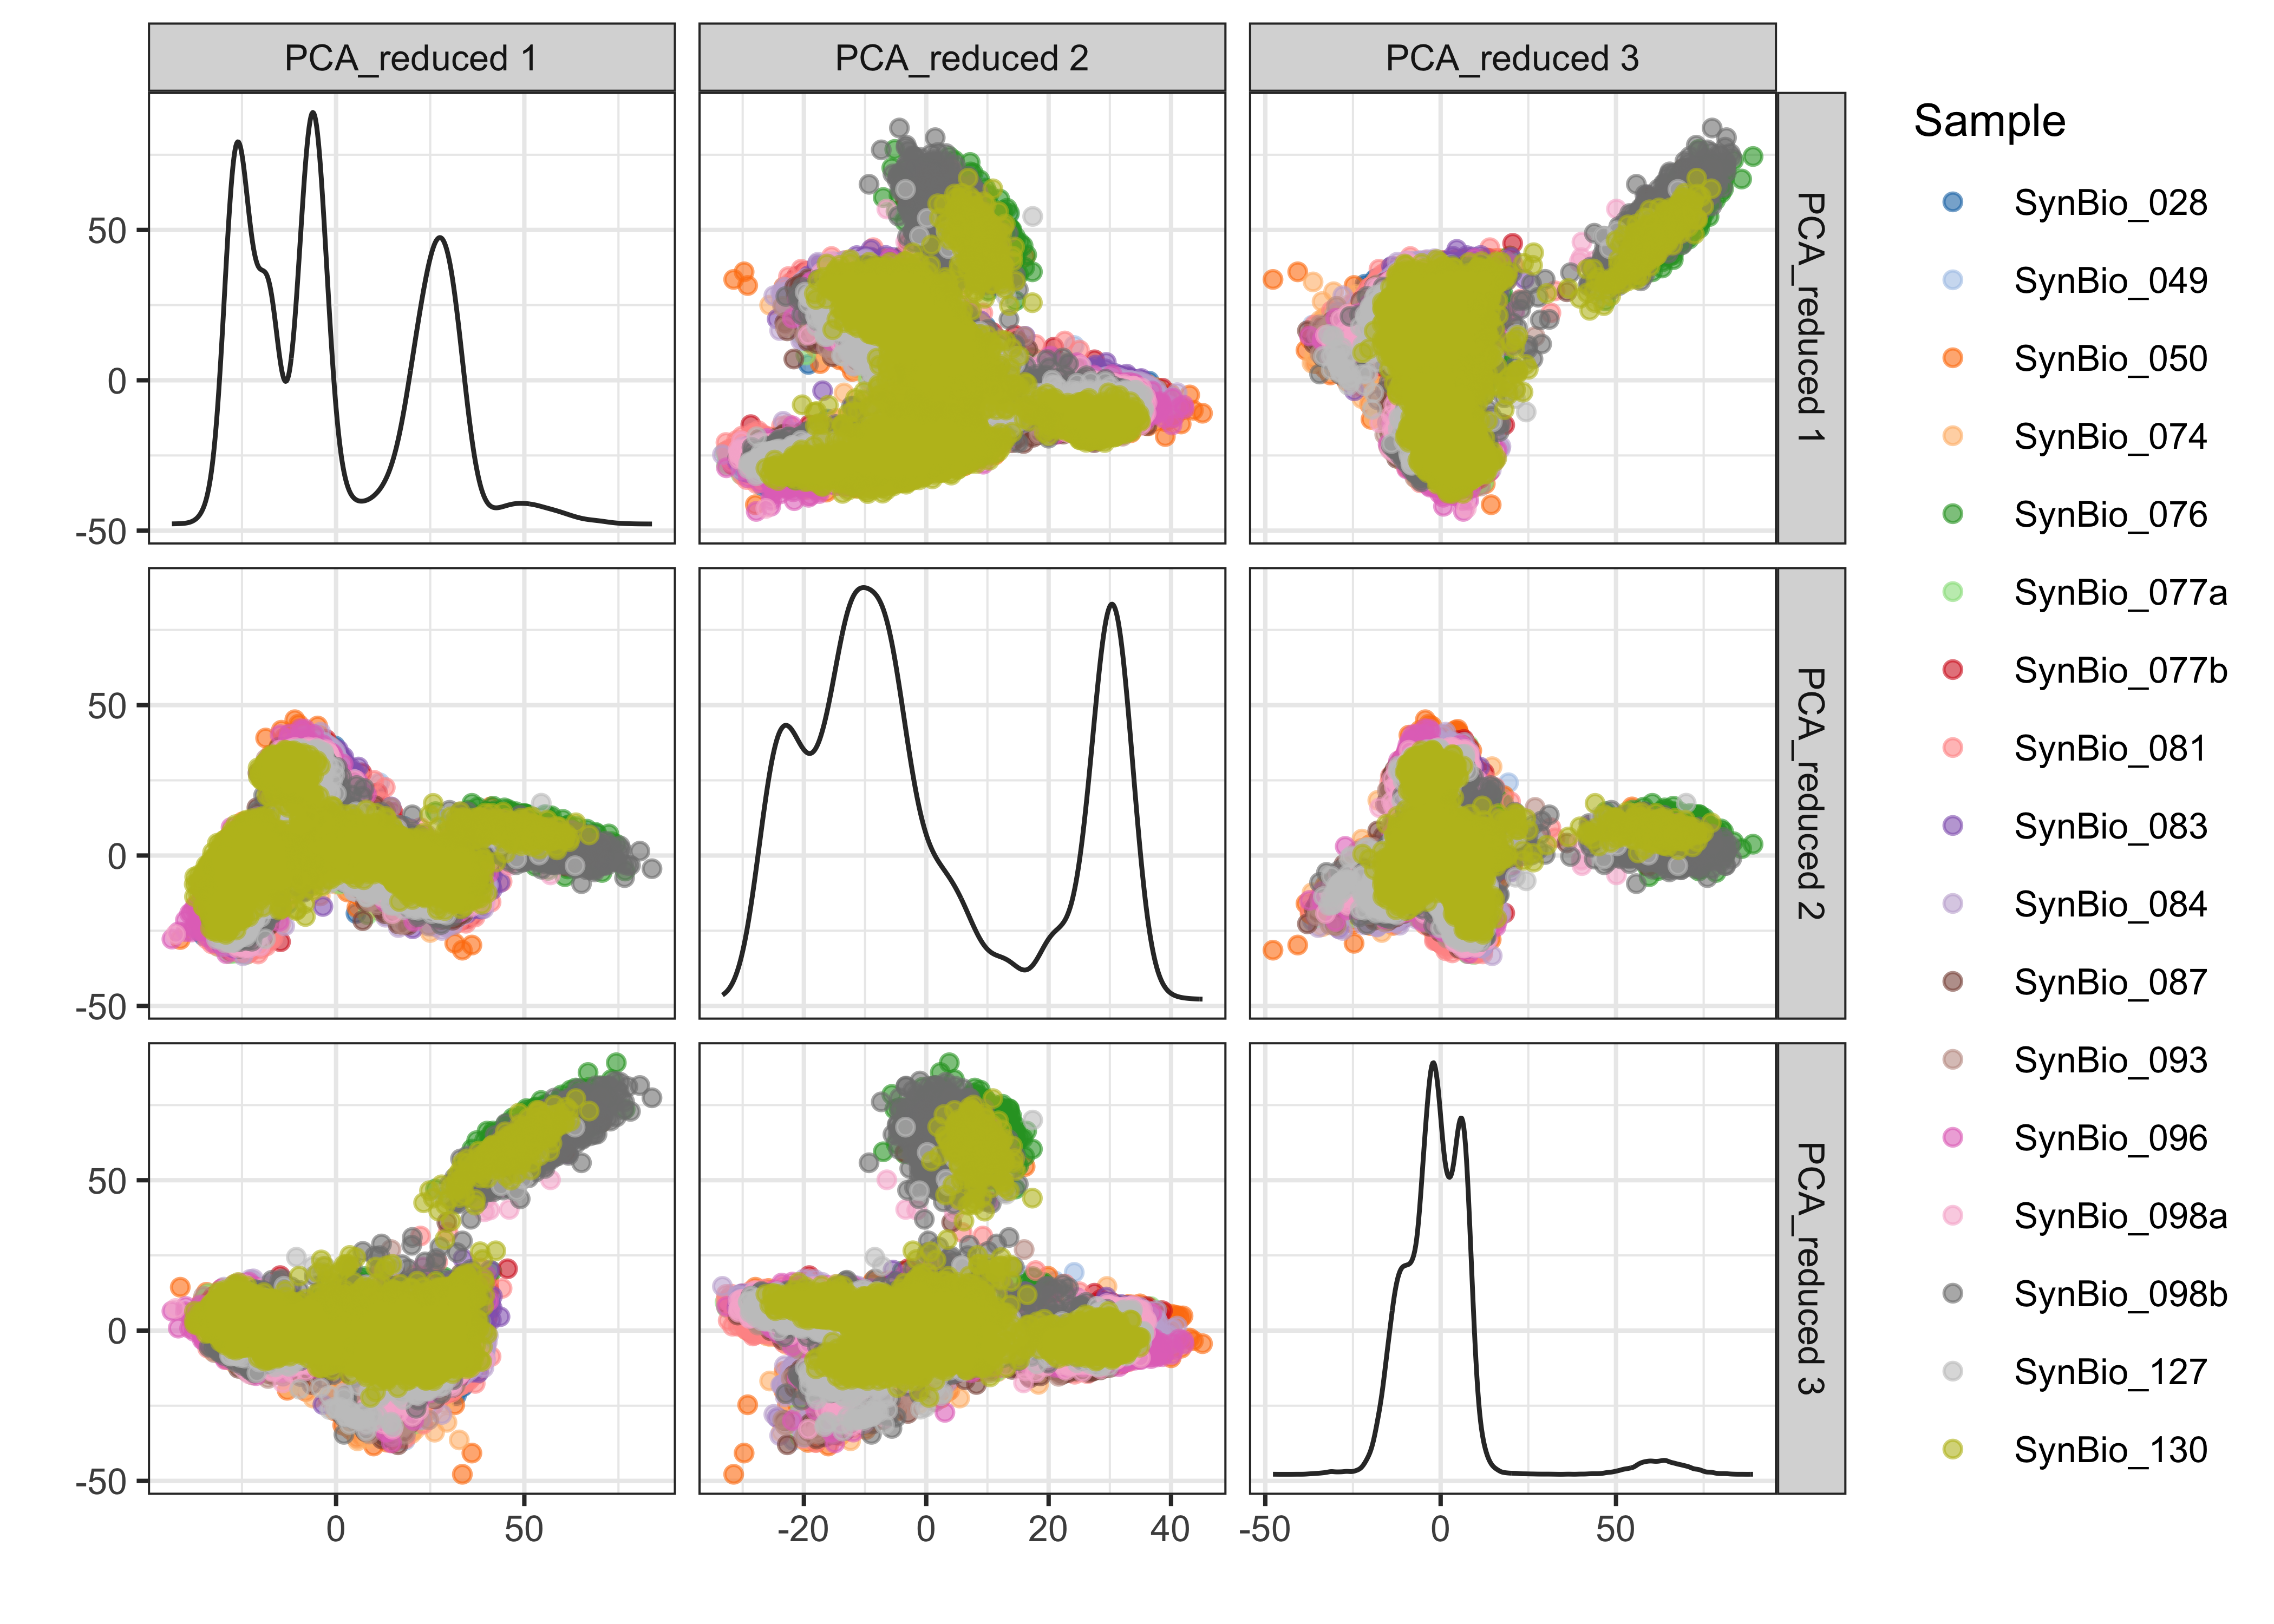 PCA_reduced 1
PCA_reduced 2
PCA_reduced 3
50
0
-50
PCA_reduced 1
50
0
-50
PCA_reduced 2
50
0
-50
PCA_reduced 3
0
50
-20
0
20
40
-50
0
50
Sample
SynBio_028
SynBio_049
SynBio_050
SynBio_074
SynBio_076
SynBio_077a
SynBio_077b
SynBio_081
SynBio_083
SynBio_084
SynBio_087
SynBio_093
SynBio_096
SynBio_098a
SynBio_098b
SynBio_127
SynBio_130